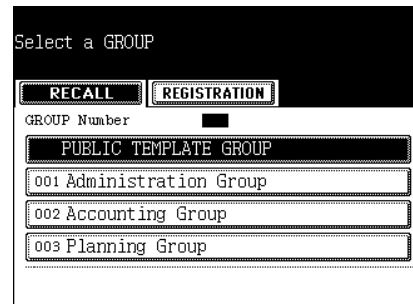 Select a GROUP
RECALL REGISTRATION
GROUP Number
PUBLIC TEMPLATE GROUP
001 Administration Group
002 Accounting Group
003 Planning Group